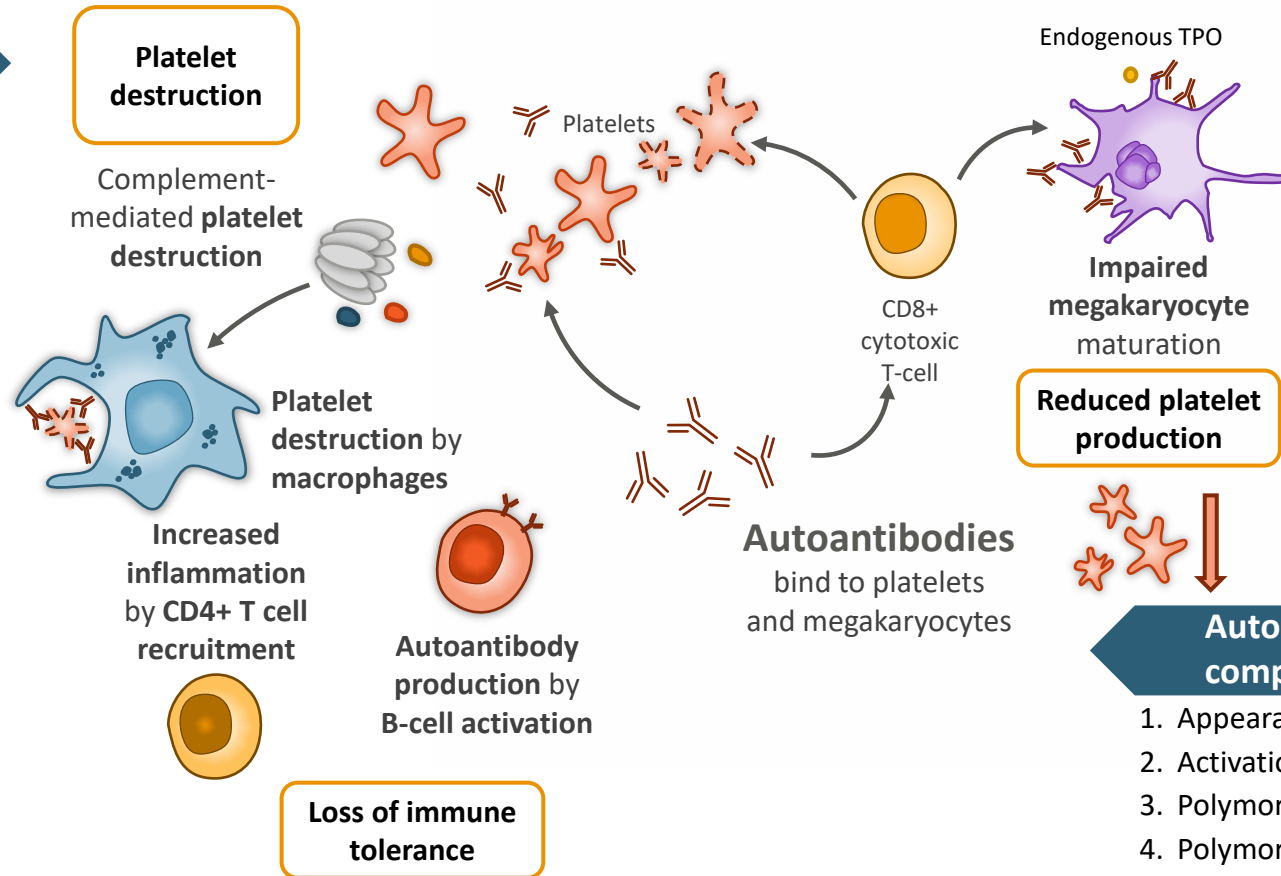 Platelet
destruction
Complement-
mediated platelet
destruction
Platelets
Endogenous TPO
CD8+
cytotoxic
T-cell
Impaired
megakaryocyte
maturation
Reduced platelet
production
Platelet
destruction by
macrophages
Increased
inflammation
by CD4+ T cell
recruitment
Autoantibody
production by
B-cell activation
Autoantibodies
bind to platelets
and megakaryocytes
Loss of immune
tolerance
Auto
comp
1. Appeara
2. Activatio
3. Polymor
4. Polymor